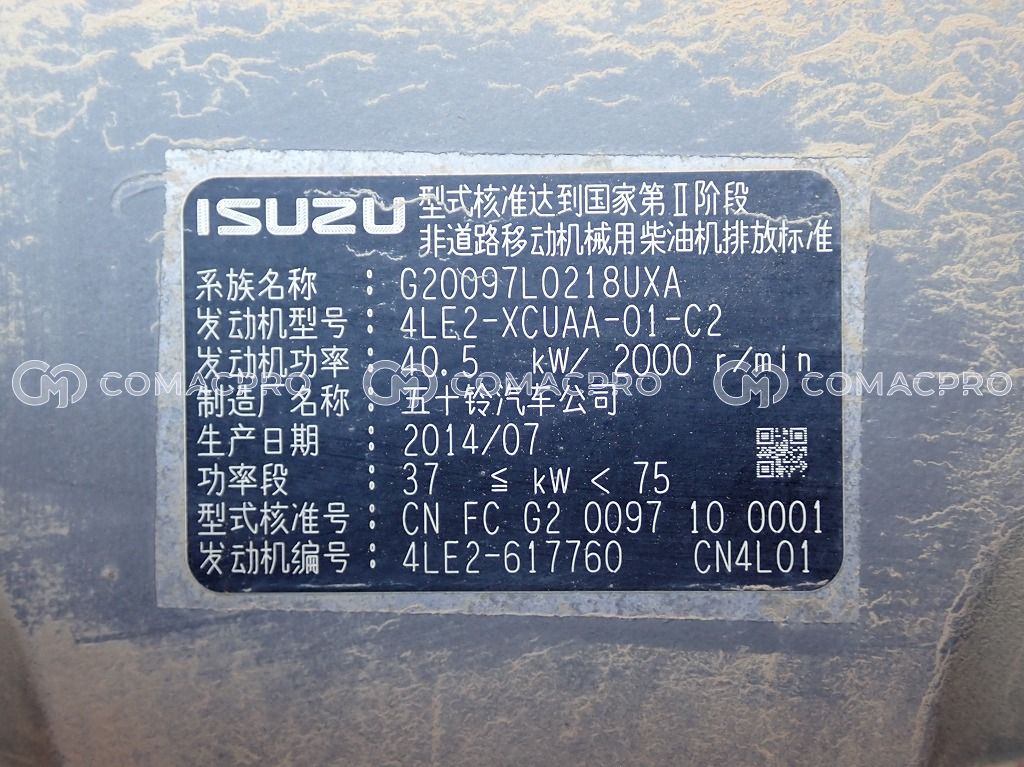 ISUZU 型式核准达到国家第Ⅱ阶段
非道路移动机械用柴油机排放标准
系族名称 : G20097L0218UXA
发动机型号 : 4LE2-XCUAA-01-C2
发动机功率 : 40.5 kW/ 2000 r/min
COMACPRO COMACPRO COMACPRO
制造厂名称 : 五十铃汽车公司
生产日期 : 2014/07
功率段 : 37 ≦ kW < 75
型式核准号 : CN FC G2 0097 10 0001
发动机编号 : 4LE2-617760 CN4L01